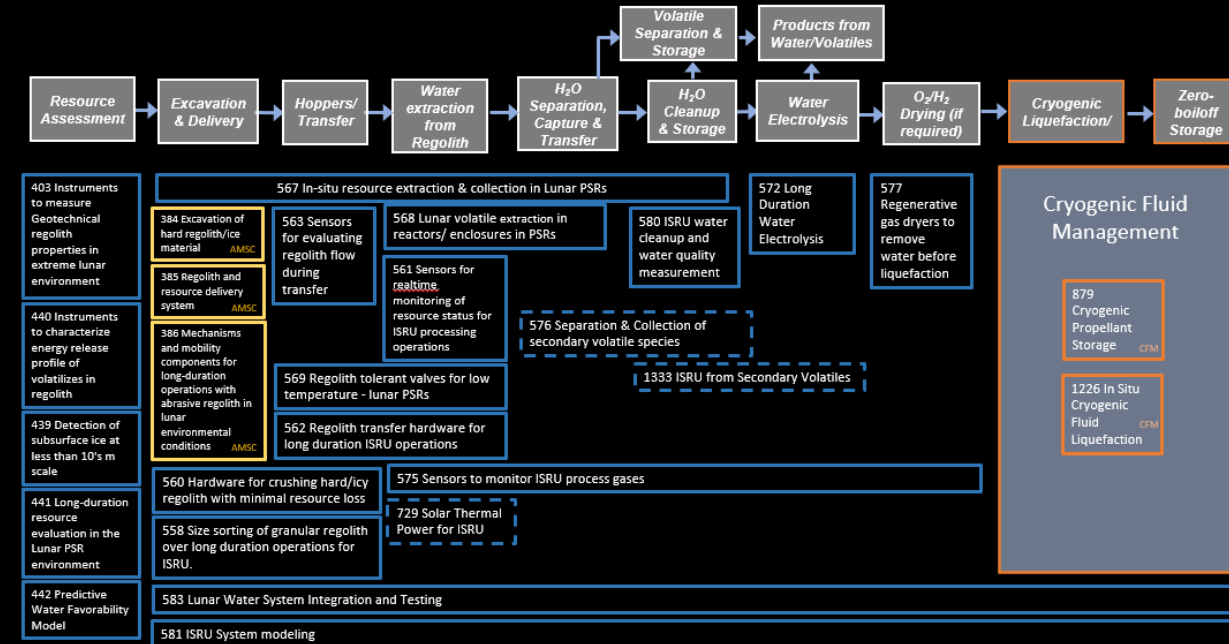 Volatile
Separation &
Storage
Products from
Water/Volatiles
Resource
Assessment
Excavation
& Delivery
Hoppers/
Transfer
Water
extraction
from
Regolith
H₂O
Separation,
Capture &
Transfer
H₂O
Cleanup
& Storage
Water
Electrolysis
O₂/H₂
Drying (if
required)
Cryogenic
Liquefaction/
Zero-
boiloff
Storage
403 Instruments
to measure
Geotechnical
regolith
properties in
extreme lunar
environment
440 Instruments
to characterize
energy release
profile of
volatilizes in
regolith
439 Detection of
subsurface ice at
less than 10's m
scale
441 Long-duration
resource
evaluation in the
Lunar PSR
environment
442 Predictive
Water Favorability
Model
567 In-situ resource extraction & collection in Lunar PSRs
384 Excavation of
hard regolith/ice
material
AMSC
385 Regolith and
resource delivery
system
AMSC
386 Mechanisms
and mobility
components for
long-duration
operations with
abrasive regolith in
lunar
environmental
conditions
AMSC
563 Sensors
for evaluating
regolith flow
during
transfer
568 Lunar volatile extraction in
reactors/ enclosures in PSRs
561 Sensors for
realtime
monitoring of
resource status for
ISRU processing
operations
580 ISRU water
cleanup and
water quality
measurement
572 Long
Duration
Water
Electrolysis
577
Regenerative
gas dryers to
remove
water before
liquefaction
576 Separation & Collection of
secondary volatile species
1333 ISRU from Secondary Volatiles
569 Regolith tolerant valves for low
temperature - lunar PSRs
562 Regolith transfer hardware for
long duration ISRU operations
560 Hardware for crushing hard/icy
regolith with minimal resource loss
575 Sensors to monitor ISRU process gases
558 Size sorting of granular regolith
over long duration operations for
ISRU.
729 Solar Thermal
Power for ISRU
583 Lunar Water System Integration and Testing
581 ISRU System modeling
Cryogenic Fluid
Management
879
Cryogenic
Propellant
Storage
CFM
1226 In Situ
Cryogenic
Fluid
Liquefaction
CFM